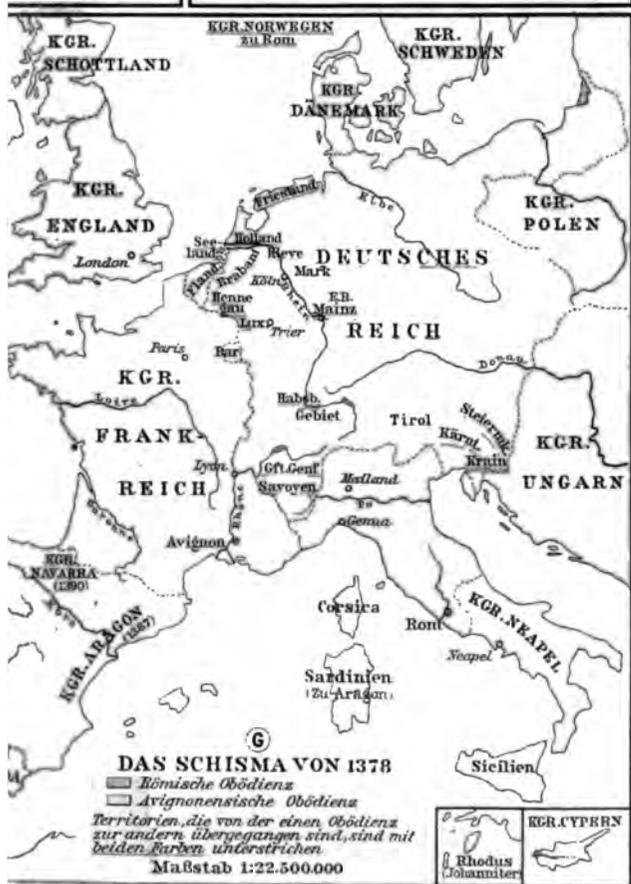 KGR. NORWEGEN
zu Rom
KGR.
SCHOTTLAND
KGR.
SCHWEDEN
KGR.
DÄNEMARK
KGR.
ENGLAND
London
KGR.
POLEN
Friesland
Elbe
See
land
Holland
Kleve
Fland
Brabant
Köln
Rhein
Mark
DEUTSCHES
REICH
E.B.
Mainz
Henne
gau
Lux
Trier
Bar
Paris
KGR.
FRANK-
REICH
Loire
Donau
Habsb.
Gebiet
Tirol
Steiermk.
Kärnt.
Krain
KGR.
UNGARN
Lyon
Gft. Genf
Savoyen
Mailand
Po
Genua
Rhône
Garonne
Avignon
KGR.
NAVARRA
(1390)
Ebro
KGR. ARAGON
(1387)
Corsica
Rom
KGR. NEAPEL
Neapel
Sardinien
(Zu Aragon)
Sicilien
G
DAS SCHISMA VON 1378
Römische Obödienz
Avignonensische Obödienz
Territorien, die von der einen Obödienz
zur andern übergegangen sind, sind mit
beiden Farben unterstrichen
Maßstab 1:22.500.000
Rhodus
(Johanniter)
KGR. CYPERN